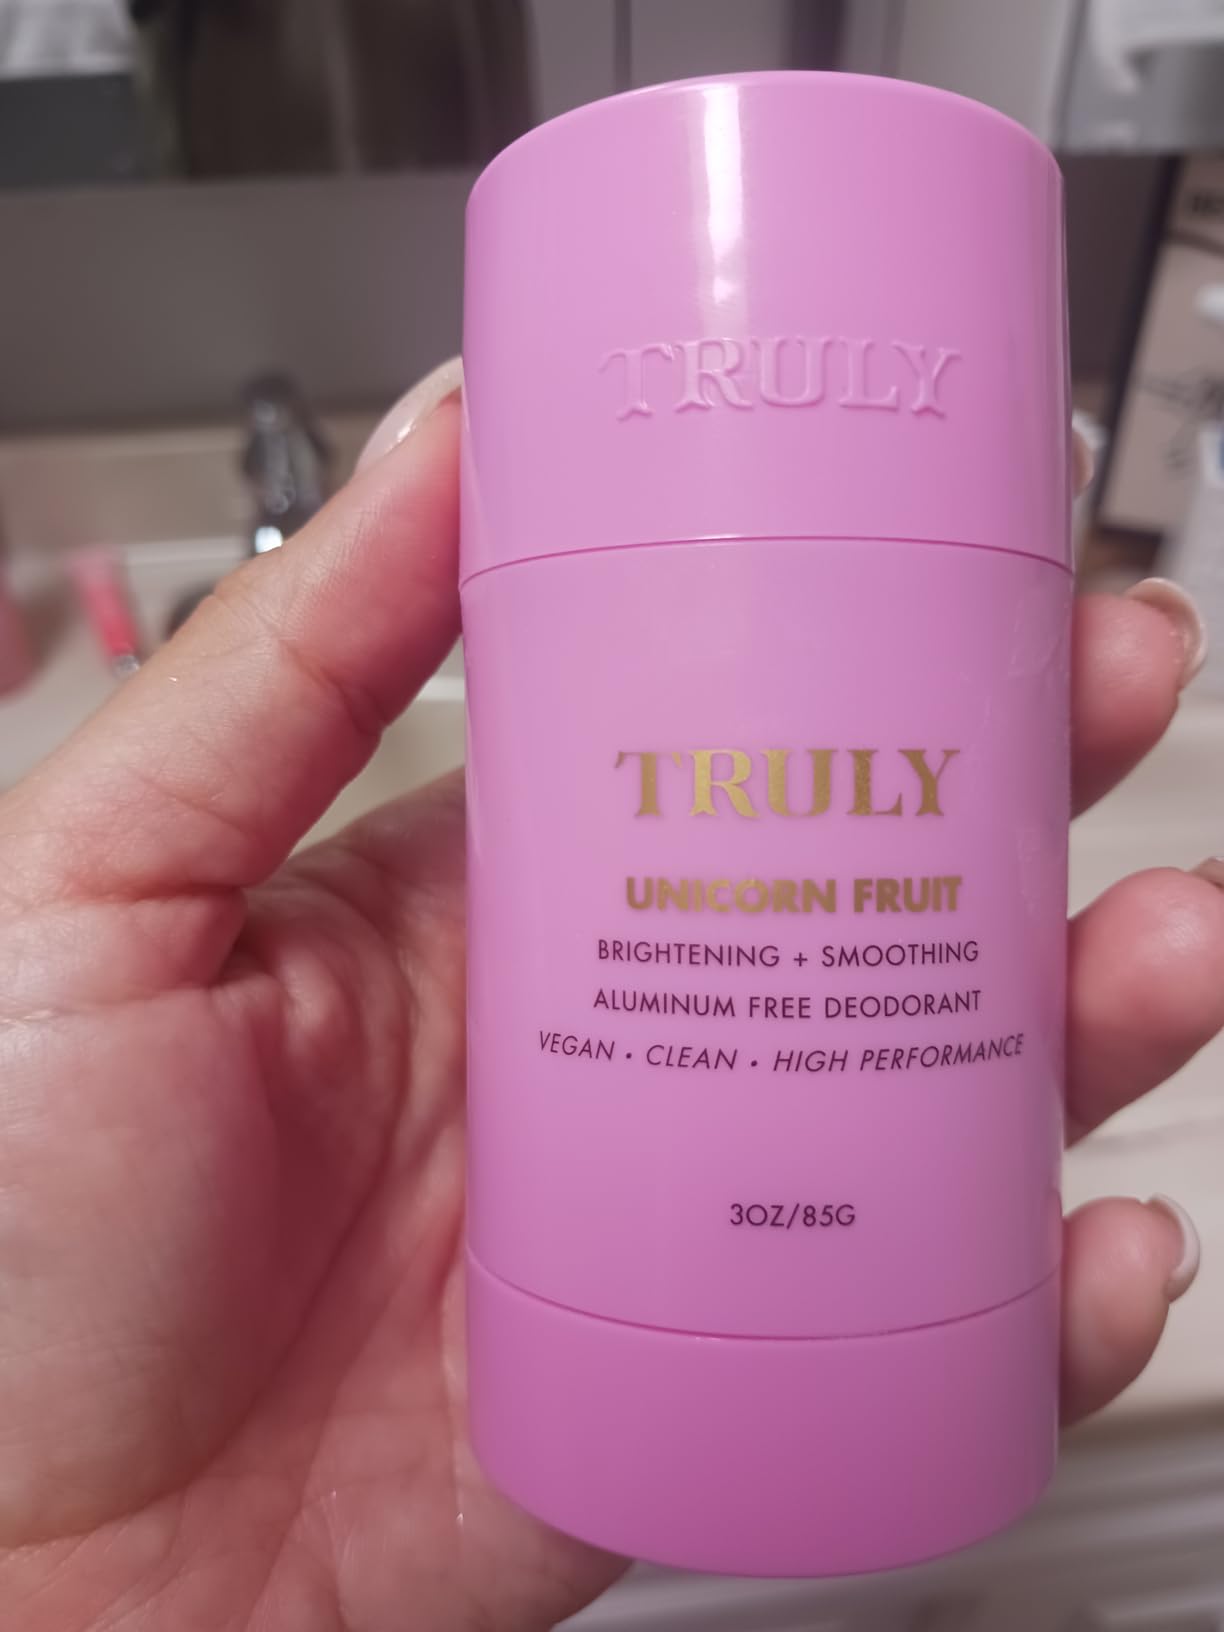 TRULY
TRULY
UNICORN FRUIT
BRIGHTENING + SMOOTHING
ALUMINUM FREE DEODORANT
VEGAN • CLEAN • HIGH PERFORMANCE
3OZ/85G